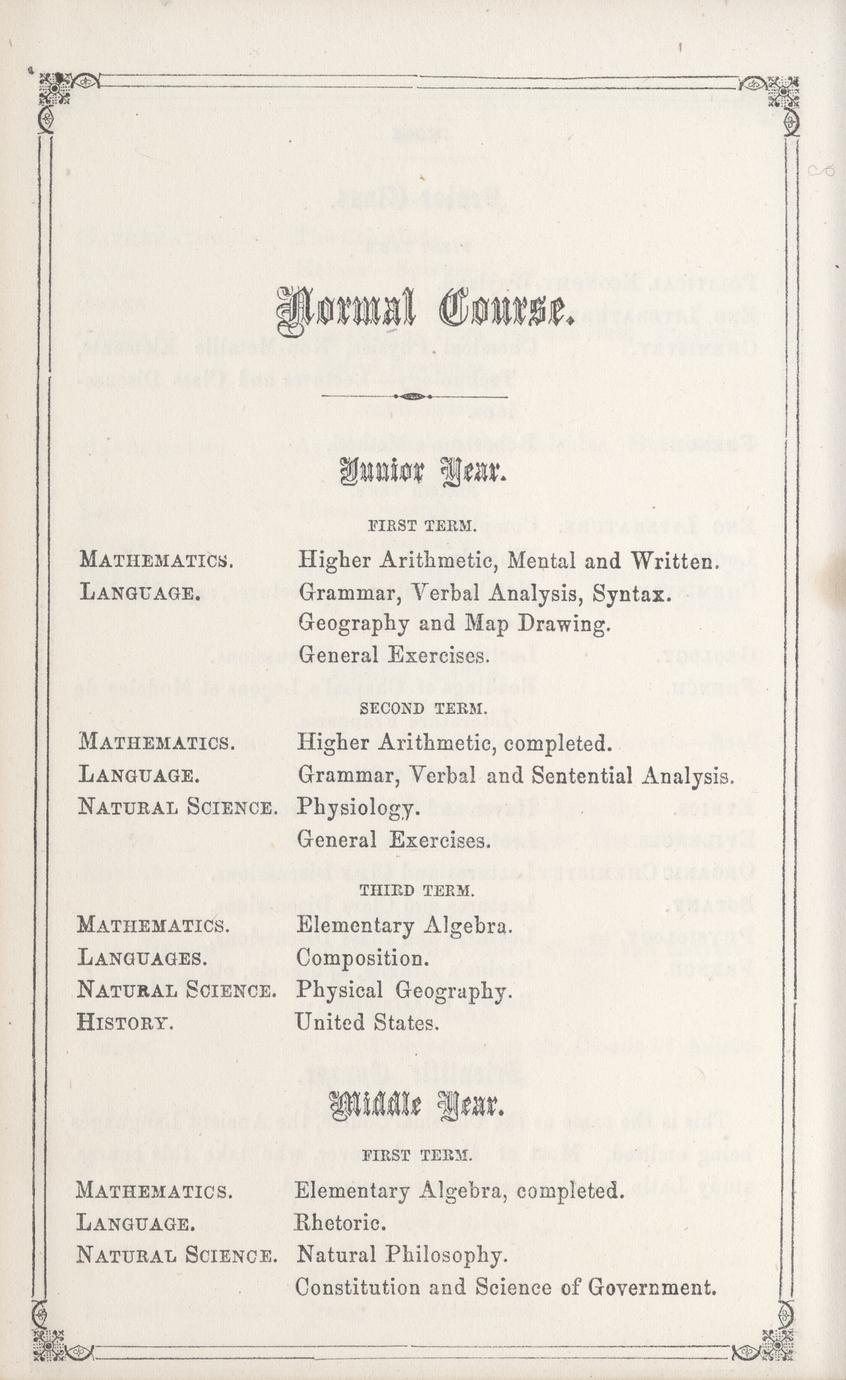 Normal Course.
Junior Year.
FIRST TERM.
MATHEMATICS. Higher Arithmetic, Mental and Written.
LANGUAGE. Grammar, Verbal Analysis, Syntax.
Geography and Map Drawing.
General Exercises.
SECOND TERM.
MATHEMATICS. Higher Arithmetic, completed.
LANGUAGE. Grammar, Verbal and Sentential Analysis.
NATURAL SCIENCE. Physiology.
General Exercises.
THIRD TERM.
MATHEMATICS. Elementary Algebra.
LANGUAGES. Composition.
NATURAL SCIENCE. Physical Geography.
HISTORY. United States.
Middle Year.
FIRST TERM.
MATHEMATICS. Elementary Algebra, completed.
LANGUAGE. Rhetoric.
NATURAL SCIENCE. Natural Philosophy.
Constitution and Science of Government.